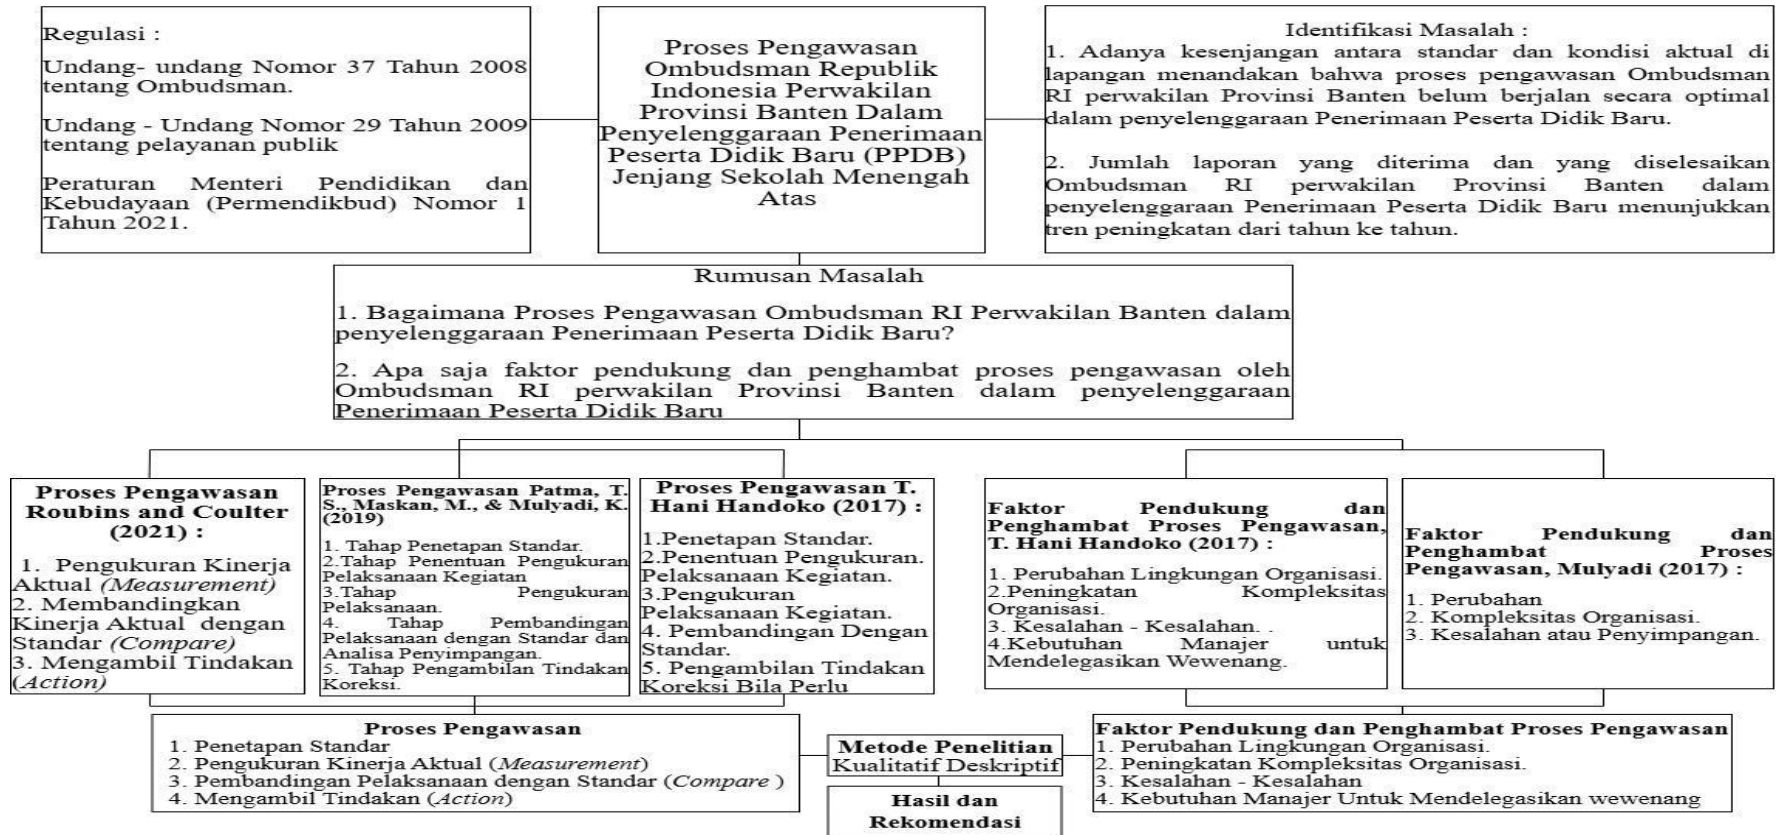 Regulasi :
Undang- undang Nomor 37 Tahun 2008
tentang Ombudsman.
Undang - Undang Nomor 29 Tahun 2009
tentang pelayanan publik
Peraturan Menteri Pendidikan dan
Kebudayaan (Permendikbud) Nomor 1
Tahun 2021.
Proses Pengawasan
Ombudsman Republik
Indonesia Perwakilan
Provinsi Banten Dalam
Penyelenggaraan Penerimaan
Peserta Didik Baru (PPDB)
Jenjang Sekolah Menengah
Atas
Identifikasi Masalah :
1. Adanya kesenjangan antara standar dan kondisi aktual di
lapangan menandakan bahwa proses pengawasan Ombudsman
RI perwakilan Provinsi Banten belum berjalan secara optimal
dalam penyelenggaraan Penerimaan Peserta Didik Baru.
2. Jumlah laporan yang diterima dan yang diselesaikan
Ombudsman RI perwakilan Provinsi Banten dalam
penyelenggaraan Penerimaan Peserta Didik Baru menunjukkan
tren peningkatan dari tahun ke tahun.
Rumusan Masalah
1. Bagaimana Proses Pengawasan Ombudsman RI Perwakilan Banten dalam
penyelenggaraan Penerimaan Peserta Didik Baru?
2. Apa saja faktor pendukung dan penghambat proses pengawasan oleh
Ombudsman RI perwakilan Provinsi Banten dalam penyelenggaraan
Penerimaan Peserta Didik Baru
Proses Pengawasan
Roubins and Coulter
(2021) :
1. Pengukuran Kinerja
Aktual (Measurement)
2. Membandingkan
Kinerja Aktual dengan
Standar (Compare)
3. Mengambil Tindakan
(Action)
Proses Pengawasan Patma, T.
S., Maskan, M., & Mulyadi, K.
(2019)
1. Tahap Penetapan Standar.
2.Tahap Penentuan Pengukuran
Pelaksanaan Kegiatan
3.Tahap Pengukuran
Pelaksanaan.
4. Tahap Pembandingan
Pelaksanaan dengan Standar dan
Analisa Penyimpangan.
5. Tahap Pengambilan Tindakan
Koreksi.
Proses Pengawasan T.
Hani Handoko (2017) :
1.Penetapan Standar.
2.Penentuan Pengukuran.
Pelaksanaan Kegiatan.
3.Pengukuran
Pelaksanaan Kegiatan.
4. Pembandingan Dengan
Standar.
5. Pengambilan Tindakan
Koreksi Bila Perlu
Faktor Pendukung dan
Penghambat Proses Pengawasan,
T. Hani Handoko (2017) :
1. Perubahan Lingkungan Organisasi.
2.Peningkatan Kompleksitas
Organisasi.
3. Kesalahan - Kesalahan. .
4.Kebutuhan Manajer untuk
Mendelegasikan Wewenang.
Faktor Pendukung dan
Penghambat Proses
Pengawasan, Mulyadi (2017) :
1. Perubahan
2. Kompleksitas Organisasi.
3. Kesalahan atau Penyimpangan.
Proses Pengawasan
1. Penetapan Standar
2. Pengukuran Kinerja Aktual (Measurement)
3. Pembandingan Pelaksanaan dengan Standar (Compare )
4. Mengambil Tindakan (Action)
Metode Penelitian
Kualitatif Deskriptif
Faktor Pendukung dan Penghambat Proses Pengawasan
1. Perubahan Lingkungan Organisasi.
2. Peningkatan Kompleksitas Organisasi.
3. Kesalahan - Kesalahan
4. Kebutuhan Manajer Untuk Mendelegasikan wewenang
Hasil dan
Rekomendasi